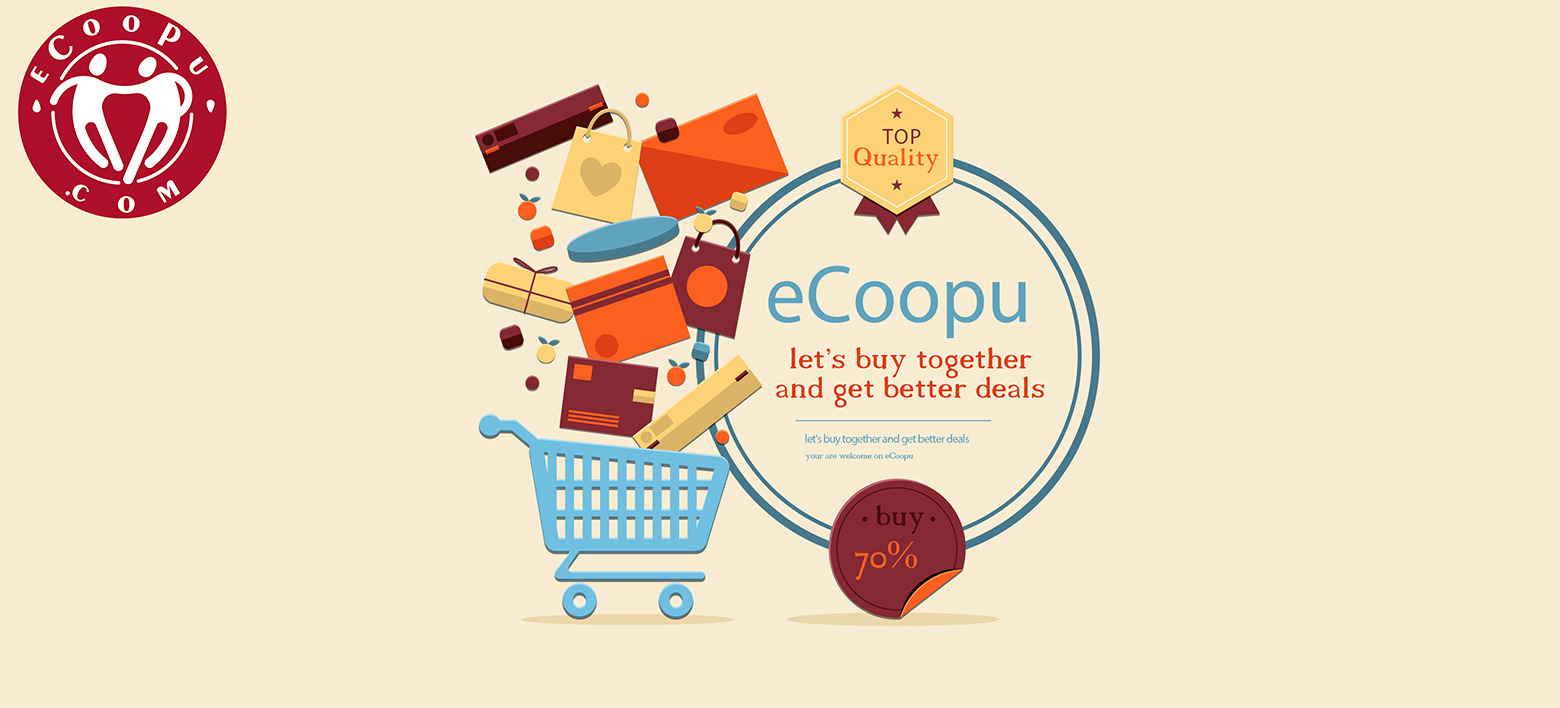 eCooPu
.COM
TOP
Quality
eCoopu
let's buy together
and get better deals
let's buy together and get better deals
your are welcome on eCoopu
• buy •
70%